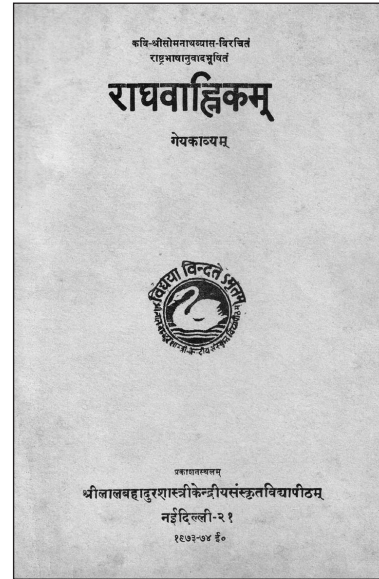 कवि-श्रीसोमनाथव्यास-विरचितं
राष्ट्रभाषानुवादभूषितं
राघवाह्निकम्
गेयकाव्यम्
विद्यया विन्दते ऽमृतम्
प्रकाशनस्थलम्
श्रीलालबहादुरशास्त्रीकेन्द्रीयसंस्कृतविद्यापीठम्
नईदिल्ली-२१
१९७३-७४ ई०